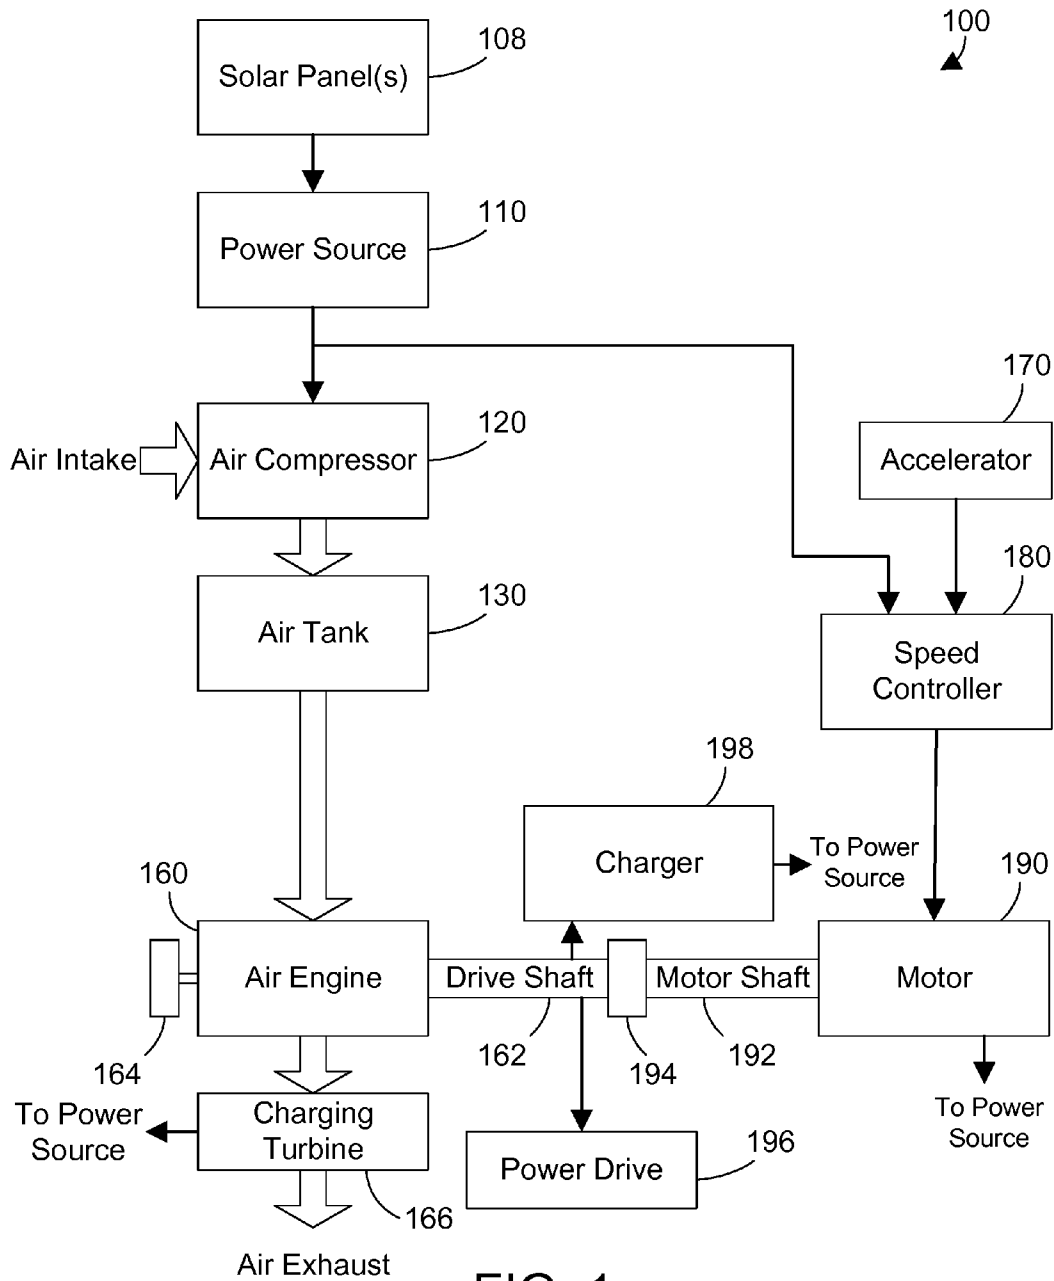 108
100
Solar Panel(s)
110
Power Source
170
120
Air Intake
Air Compressor
Accelerator
180
130
Air Tank
Speed
Controller
198
Charger
To Power
Source
160
190
Air Engine
Drive Shaft
Motor Shaft
Motor
164
162
194
192
To Power
Source
Charging
Turbine
To Power
Source
196
Power Drive
166
Air Exhaust
FIG. 1